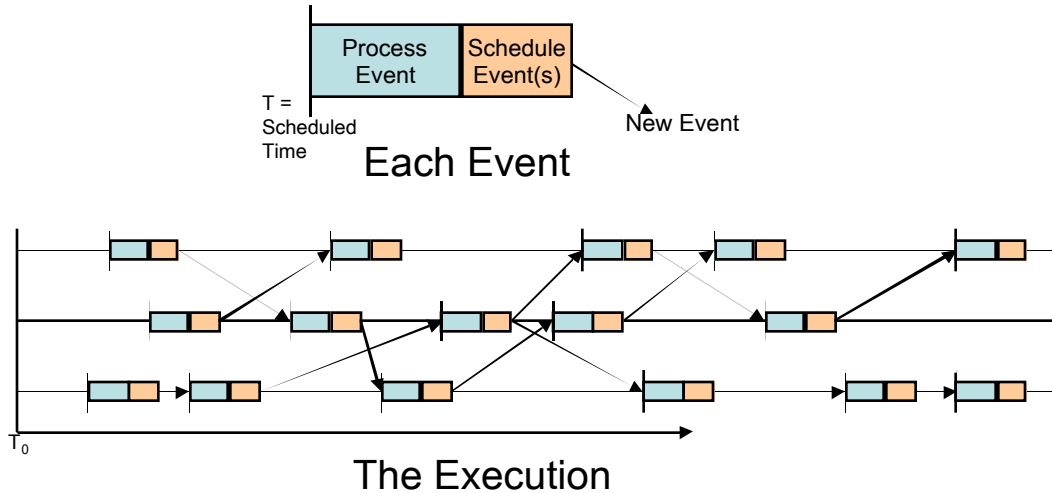 Process
Event
Schedule
Event(s)
T =
Scheduled
Time
New Event
Each Event
T0
The Execution